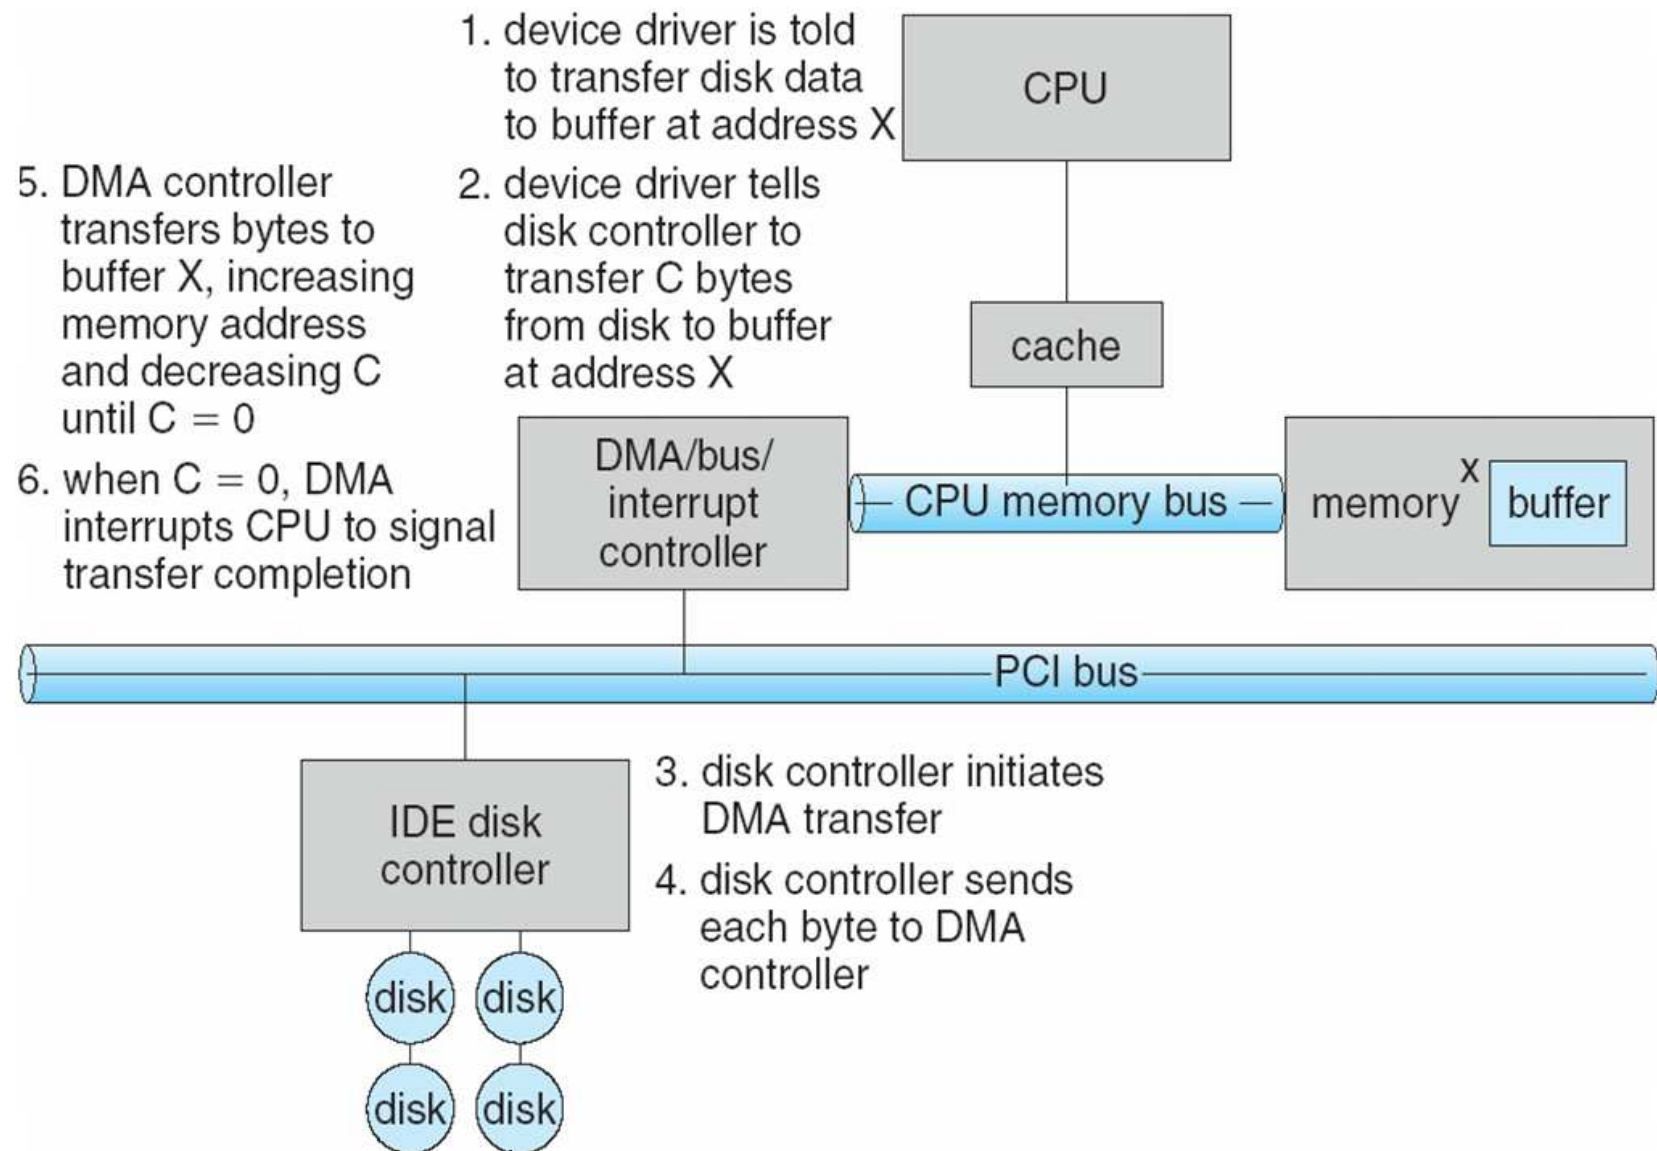 1. device driver is told
to transfer disk data
to buffer at address X
CPU
5. DMA controller
transfers bytes to
buffer X, increasing
memory address
and decreasing C
until C = 0
2. device driver tells
disk controller to
transfer C bytes
from disk to buffer
at address X
cache
6. when C = 0, DMA
interrupts CPU to signal
transfer completion
DMA/bus/
interrupt
controller
CPU memory bus
memory
X
buffer
PCI bus
IDE disk
controller
3. disk controller initiates
DMA transfer
4. disk controller sends
each byte to DMA
controller
disk
disk
disk
disk